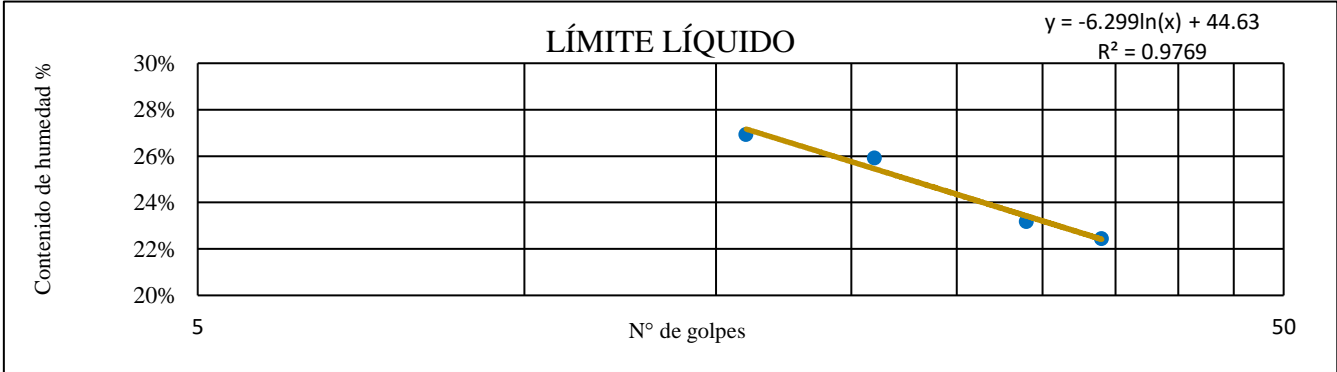 LÍMITE LÍQUIDO
y = -6.299ln(x) + 44.63
R² = 0.9769
Contenido de humedad %
30%
28%
26%
24%
22%
20%
5
50
N° de golpes